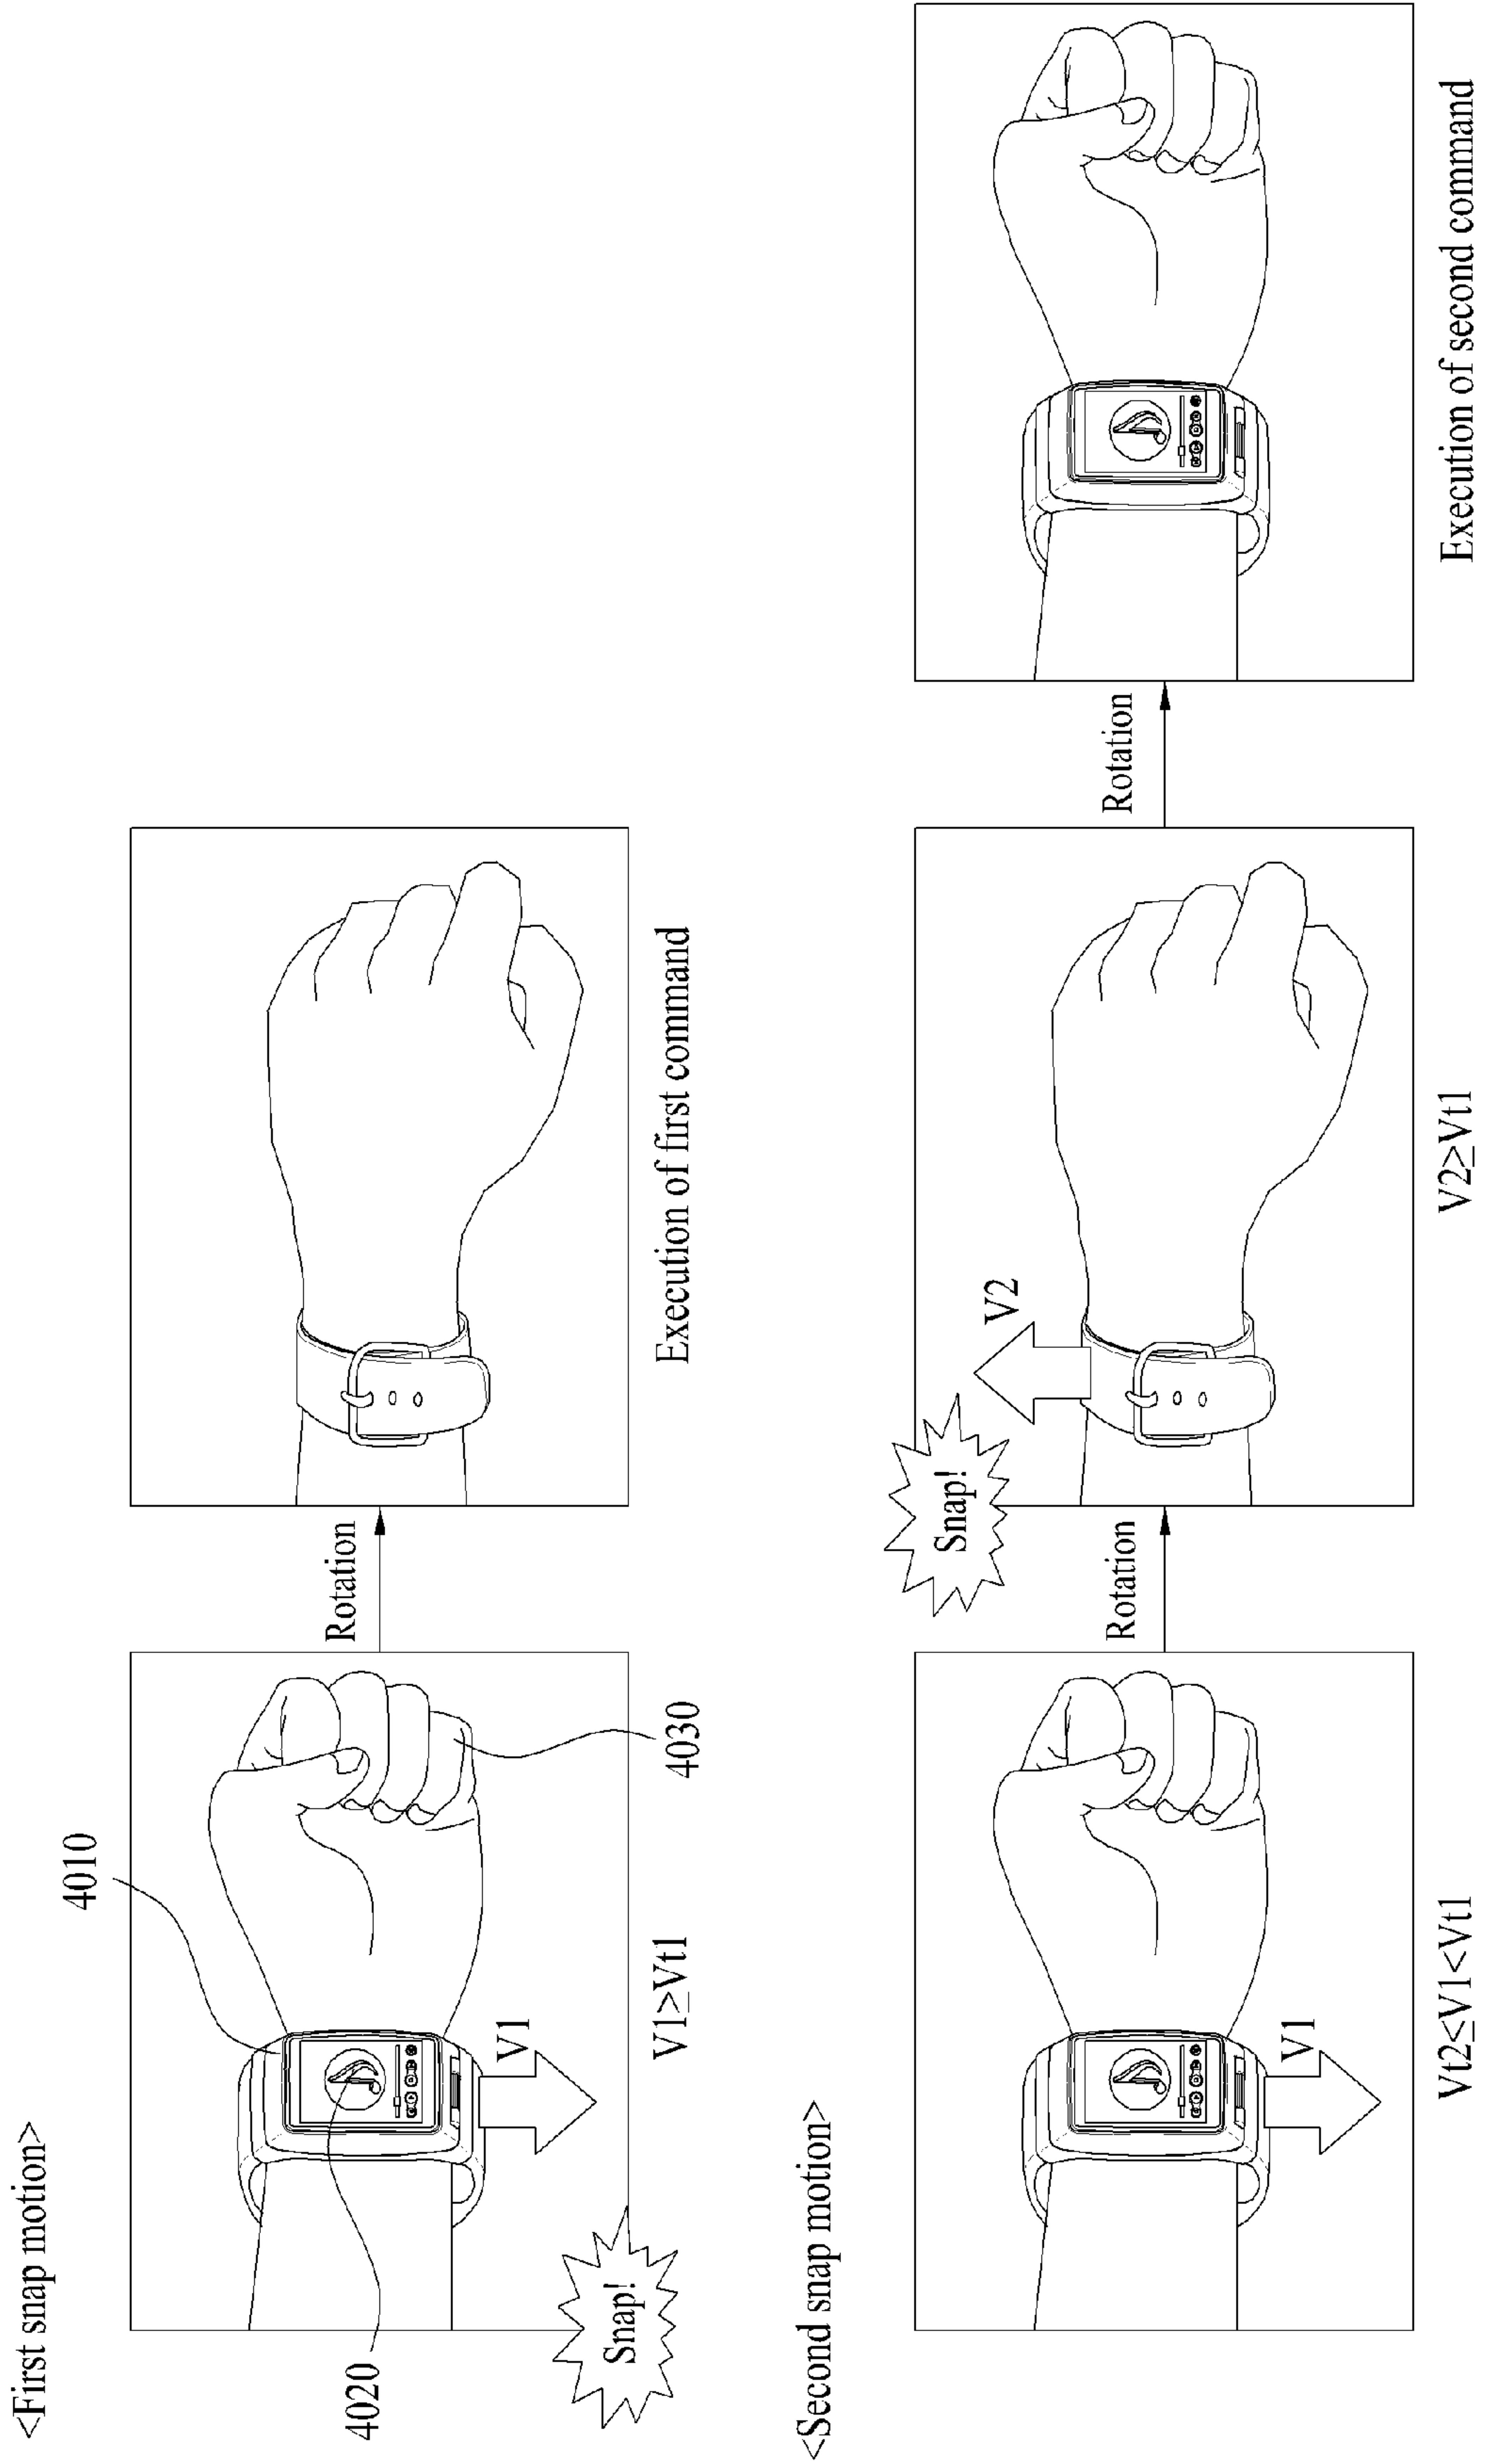 <First snap motion>
4010
4020
V1
Snap!
4030
V1≥Vt1
Rotation
Execution of first command
<Second snap motion>
V1
Vt2≤V1<Vt1
Rotation
Snap!
V2
V2≥Vt1
Rotation
Execution of second command